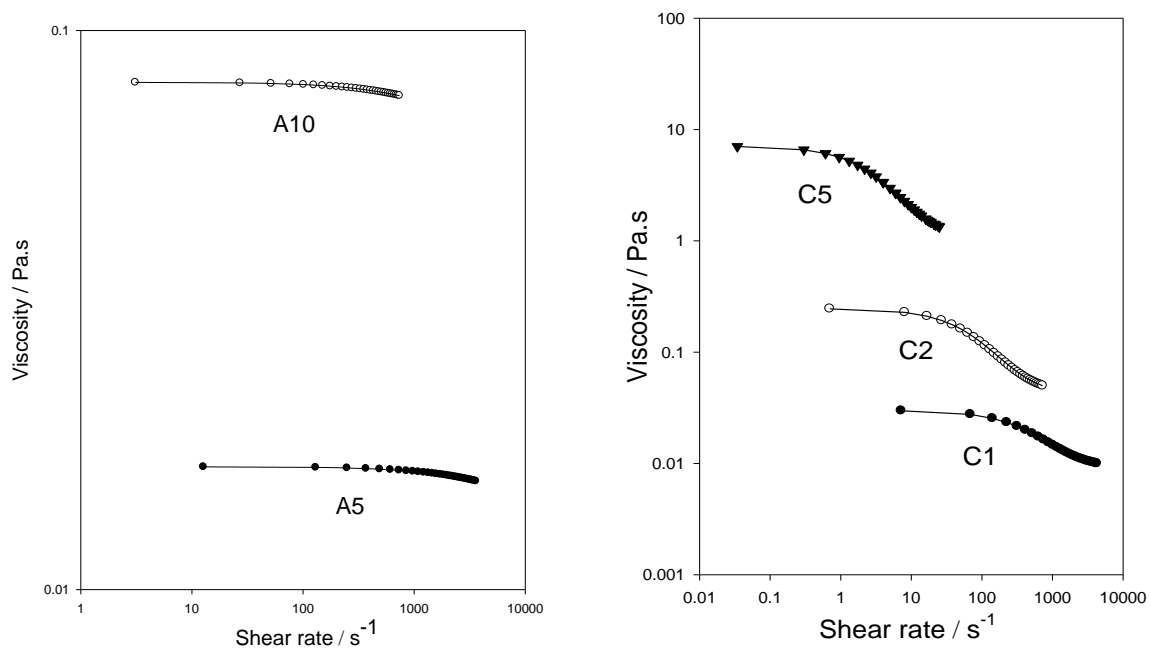 0.1
A10
Viscosity / Pa.s
A5
0.01
1 10 100 1000 10000
Shear rate / s-1
100
10
C5
1
Viscosity / Pa.s
C2
0.1
C1
0.01
0.001
0.01 0.1 1 10 100 1000 10000
Shear rate / s-1